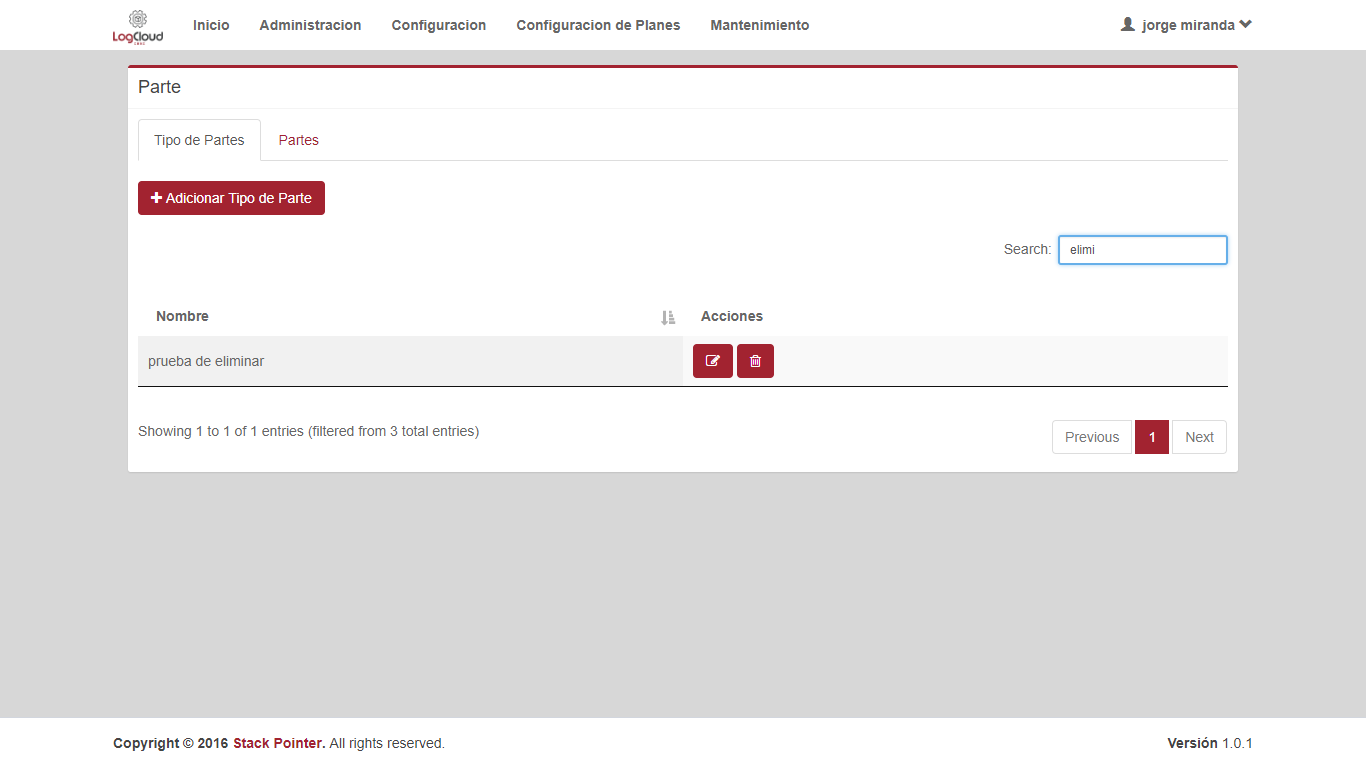 LogCloud Inicio Administracion Configuracion Configuracion de Planes Mantenimiento jorge miranda
Parte
Tipo de Partes Partes
Adicionar Tipo de Parte
Search: elimi
Nombre Acciones
prueba de eliminar
Showing 1 to 1 of 1 entries (filtered from 3 total entries) Previous 1 Next
Copyright © 2016 Stack Pointer. All rights reserved. Versión 1.0.1